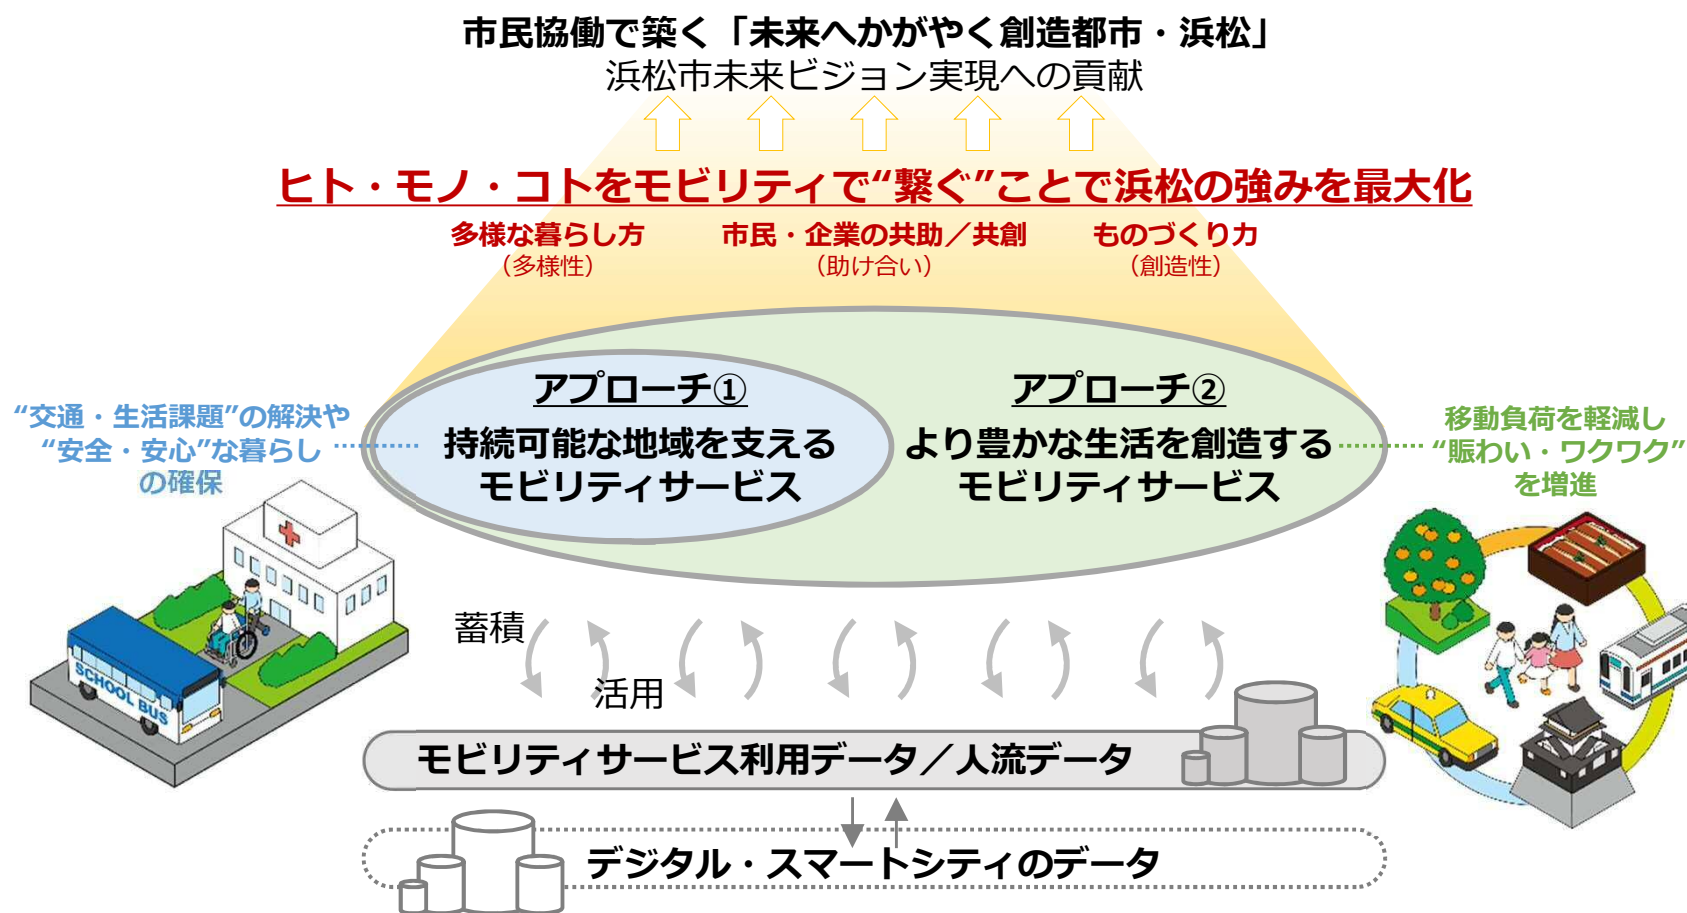 市民協働で築く「未来へかがやく創造都市・浜松」
浜松市未来ビジョン実現への貢献
ヒト・モノ・コトをモビリティで“繋ぐ”ことで浜松の強みを最大化
多様な暮らし方
（多様性）
市民・企業の共助／共創
（助け合い）
ものづくり力
（創造性）
“交通・生活課題”の解決や
“安全・安心”な暮らし
の確保
アプローチ①
持続可能な地域を支える
モビリティサービス
アプローチ②
より豊かな生活を創造する
モビリティサービス
移動負荷を軽減し
“賑わい・ワクワク”
を増進
SCHOOL BUS
蓄積
活用
モビリティサービス利用データ／人流データ
デジタル・スマートシティのデータ